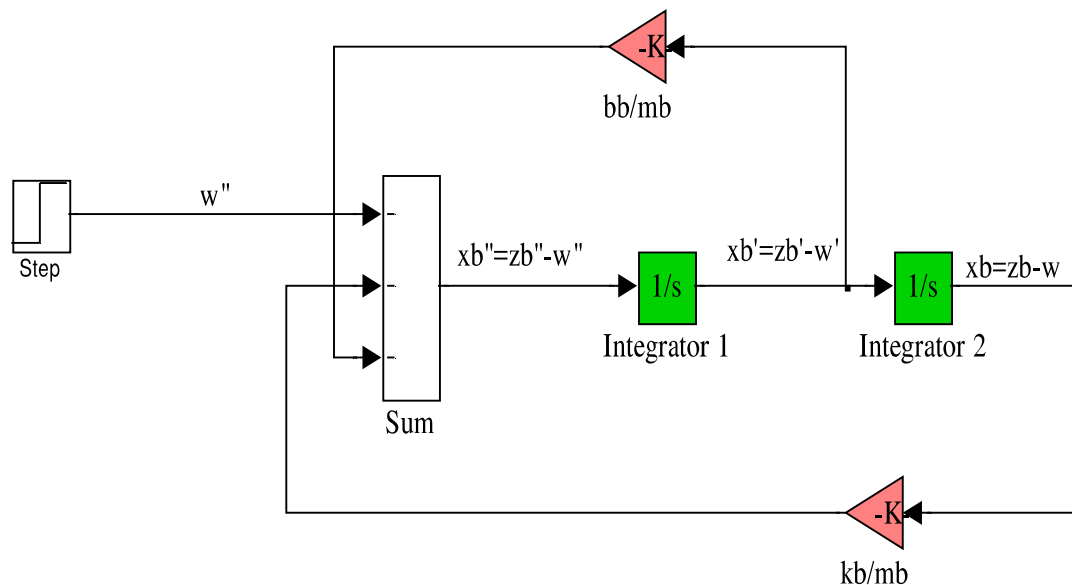 -K-
bb/mb
w"
Step
-
-
-
xb"=zb"-w"
xb'=zb'-w'
xb=zb-w
1/s
1/s
Integrator 1
Integrator 2
Sum
-K-
kb/mb